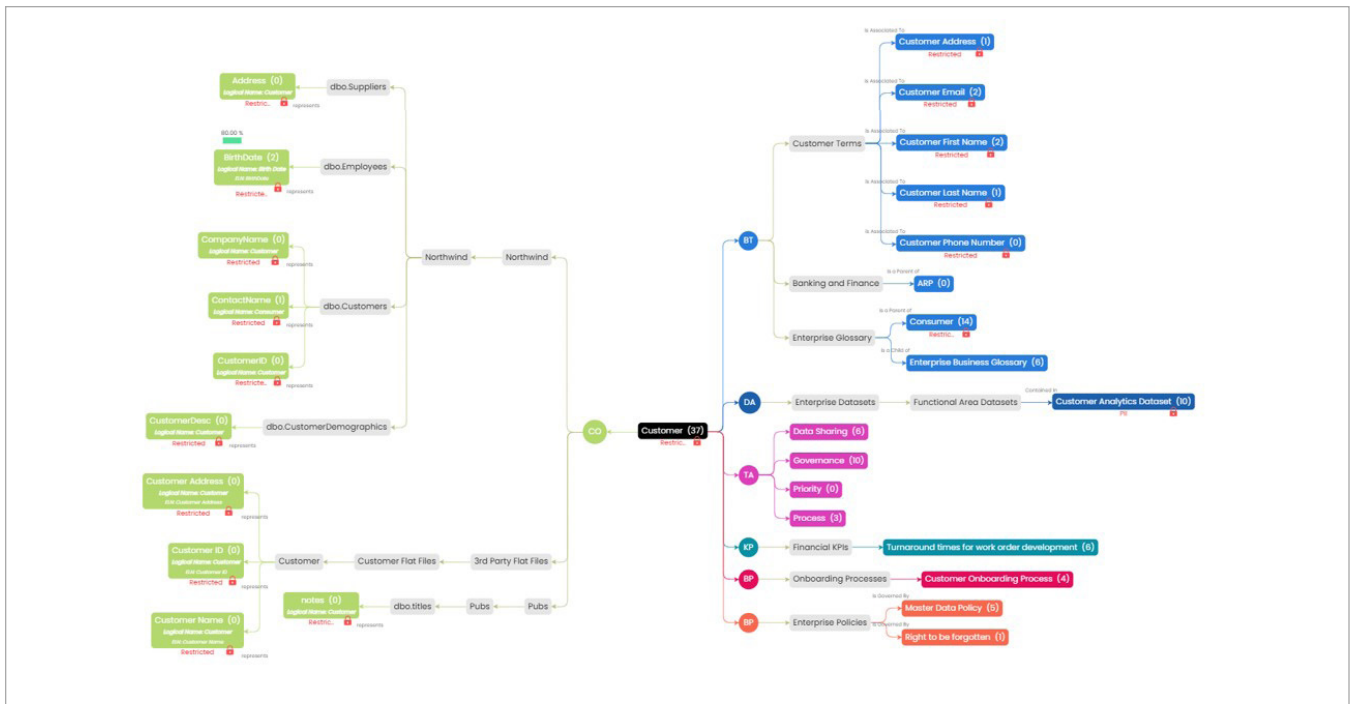 Address (0)
Logical Name: Customer
Restric..
represents
dbo.Suppliers
80.00 %
BirthDate (2)
Logical Name: Birth Date
Restricte..
represents
dbo.Employees
CompanyName (0)
Logical Name: Customer
Restricted
represents
ContactName (1)
Logical Name: Consumer
Restricted
represents
dbo.Customers
CustomerID (0)
Logical Name: Customer
Restricte..
represents
Northwind
Northwind
CustomerDesc (0)
Logical Name: Customer
Restricted
represents
dbo.CustomerDemographics
Customer Address (0)
Logical Name: Customer
Restricted
represents
Customer ID (0)
Logical Name: Customer
Restricted
represents
Customer
Customer Flat Files
3rd Party Flat Files
Customer Name (0)
Logical Name: Customer
Restricted
represents
notes (0)
Logical Name: Customer
Restric..
represents
dbo.titles
Pubs
Pubs
CO
Customer (37)
Restric..
BT
Customer Terms
Is Associated To
Customer Address (1)
Restricted
Is Associated To
Customer Email (2)
Restricted
Is Associated To
Customer First Name (2)
Restricted
Is Associated To
Customer Last Name (1)
Restricted
Is Associated To
Customer Phone Number (0)
Restricted
Banking and Finance
Is a Parent of
ARP (0)
Enterprise Glossary
Is a Parent of
Consumer (14)
Restric..
Is a Child of
Enterprise Business Glossary (6)
DA
Enterprise Datasets
Functional Area Datasets
Contained In
Customer Analytics Dataset (10)
PII
TA
Data Sharing (6)
Governance (10)
Priority (0)
Process (3)
KP
Financial KPIs
Turnaround times for work order development (6)
BP
Onboarding Processes
Customer Onboarding Process (4)
BP
Enterprise Policies
Is Governed By
Master Data Policy (5)
Is Governed By
Right to be forgotten (1)